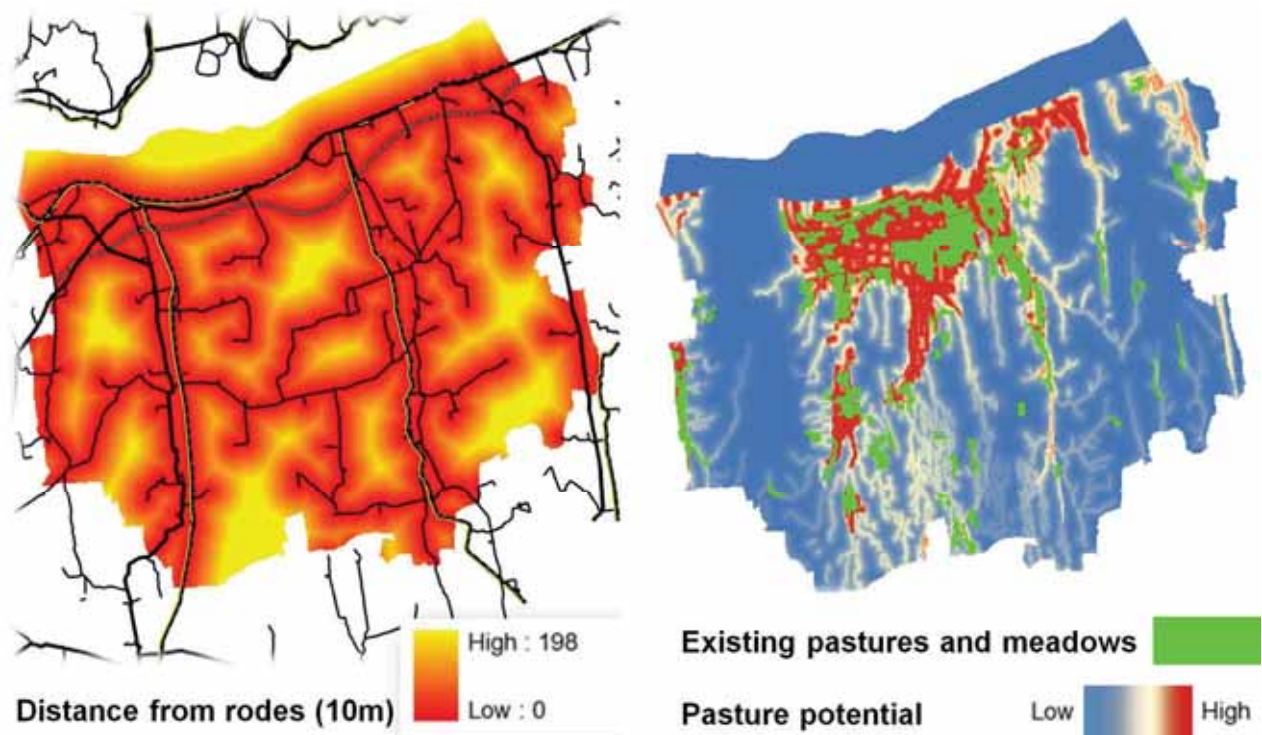 High : 198
Low : 0
Distance from rodes (10m)
Existing pastures and meadows
Pasture potential
Low
High